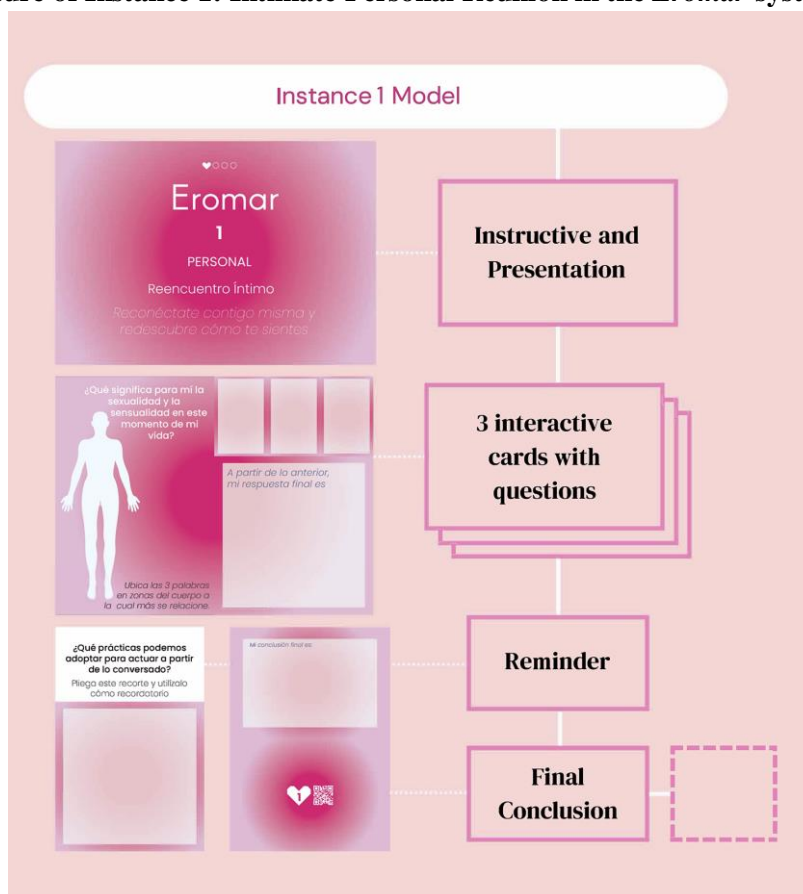 Instance 1 Model
Eromar
1
PERSONAL
Reencuentro Íntimo
Reconéctate contigo misma y
redescubre cómo te sientes
Instructive and
Presentation
¿Qué significa para mí la
sexualidad y la
sensualidad en este
momento de mi
vida?
A partir de lo anterior,
mi respuesta final es
Ubica las 3 palabras
en zonas del cuerpo a
la cual más se relacione.
3 interactive
cards with
questions
¿Qué prácticas podemos
adoptar para actuar a partir
de lo conversado?
Pliega este recorte y utilízalo
cómo recordatorio
Mi conclusión final es:
1
Reminder
Final
Conclusion